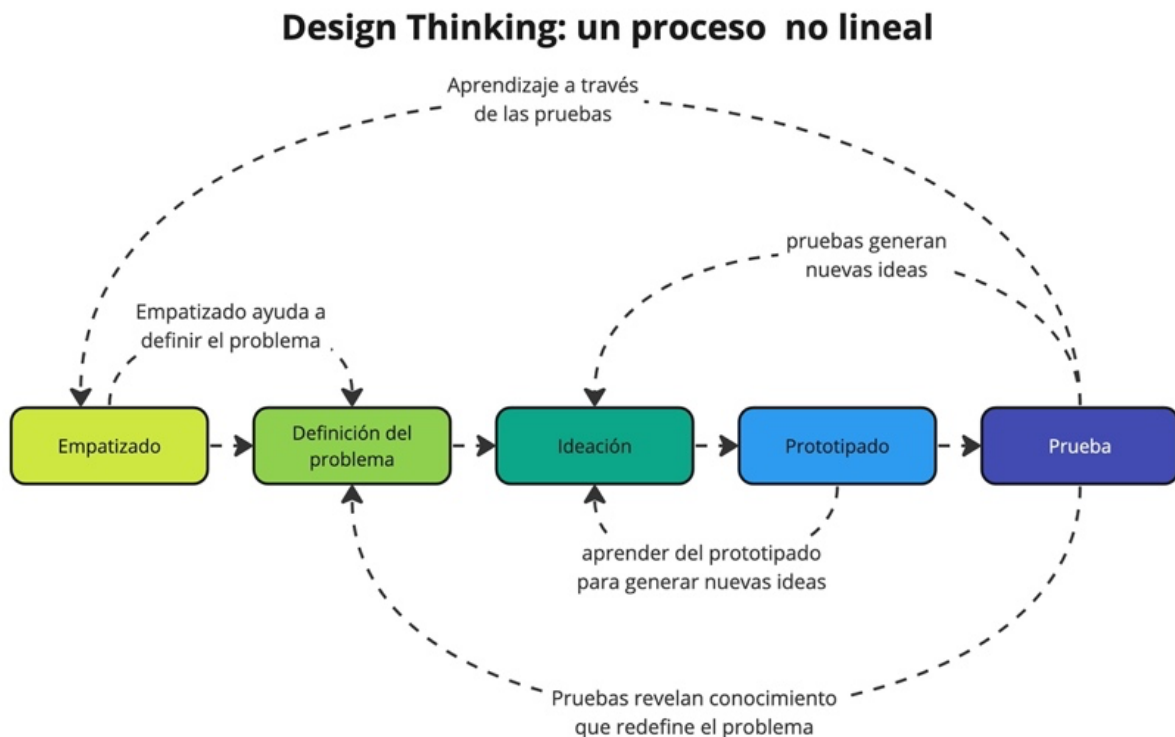 Design Thinking: un proceso  no lineal
Aprendizaje a través
de las pruebas
pruebas generan
nuevas ideas
Empatizado ayuda a
definir el problema
Empatizado
Definición del
problema
Ideación
Prototipado
Prueba
aprender del prototipado
para generar nuevas ideas
Pruebas revelan conocimiento
que redefine el problema